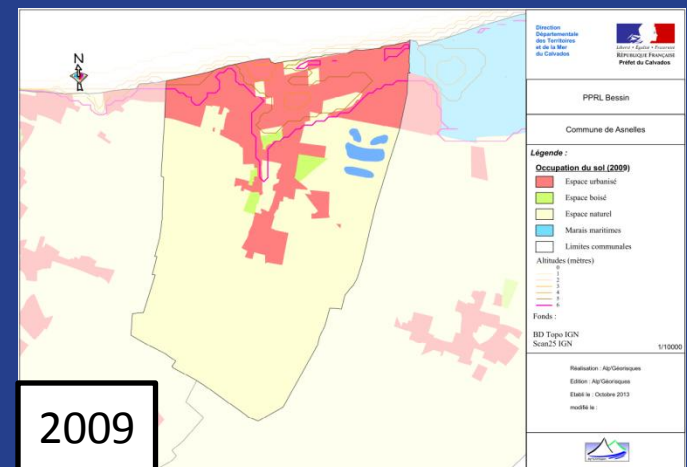 N
Direction
Départementale
des Territoires
et de la Mer
du Calvados
Liberté • Égalité • Fraternité
RÉPUBLIQUE FRANÇAISE
Préfet du Calvados
PPRL Bessin
Commune de Asnelles
Légende :
Occupation du sol (2009)
Espace urbanisé
Espace boisé
Espace naturel
Marais maritimes
Limites communales
Altitudes (mètres)
0
1
2
3
4
5
6
Fonds :
BD Topo IGN
Scan25 IGN
1/10000
Réalisation : Alp'Géorisques
Edition : Alp'Géorisques
Etabli le : Octobre 2013
modifié le :
2009